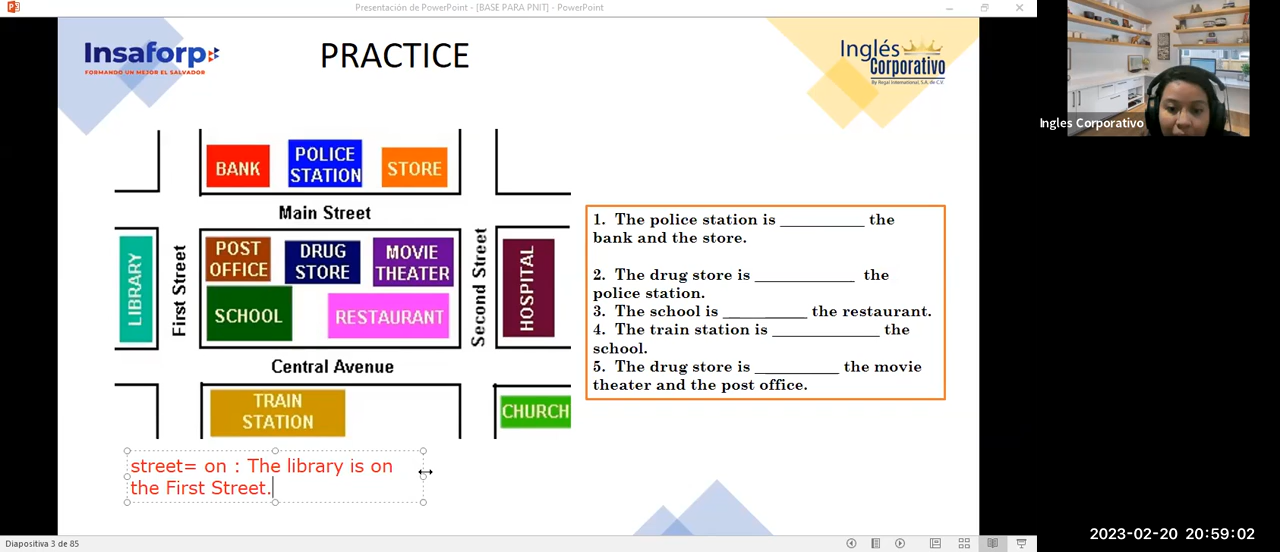 Presentación de PowerPoint - [BASE PARA PNIT] - PowerPoint
Insaforp
FORMANDO UN MEJOR EL SALVADOR
PRACTICE
Inglés
Corporativo
By Regal International, S.A. de C.V.
Ingles Corporativo
BANK
POLICE
STATION
STORE
Main Street
LIBRARY
First Street
POST
OFFICE
DRUG
STORE
MOVIE
THEATER
SCHOOL
RESTAURANT
Second Street
HOSPITAL
Central Avenue
TRAIN
STATION
CHURCH
1. The police station is __________ the
bank and the store.
2. The drug store is ____________ the
police station.
3. The school is __________ the restaurant.
4. The train station is _____________ the
school.
5. The drug store is __________ the movie
theater and the post office.
street= on : The library is on
the First Street.
Diapositiva 3 de 85
2023-02-20 20:59:02